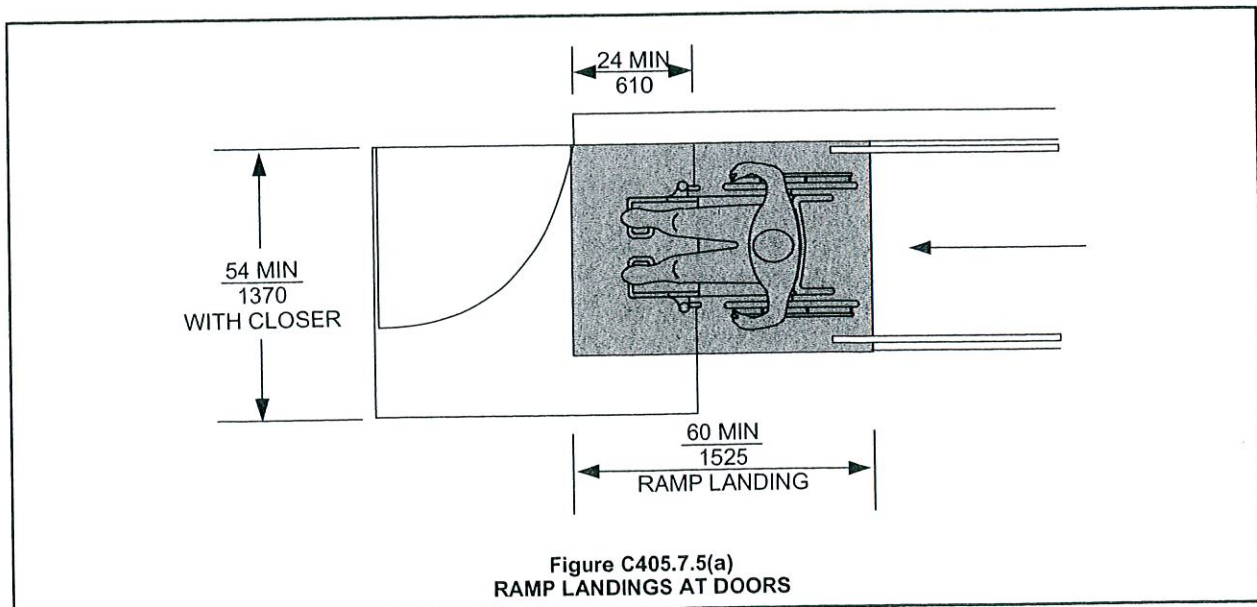 24 MIN
610
54 MIN
1370
WITH CLOSER
60 MIN
1525
RAMP LANDING
Figure C405.7.5(a)
RAMP LANDINGS AT DOORS